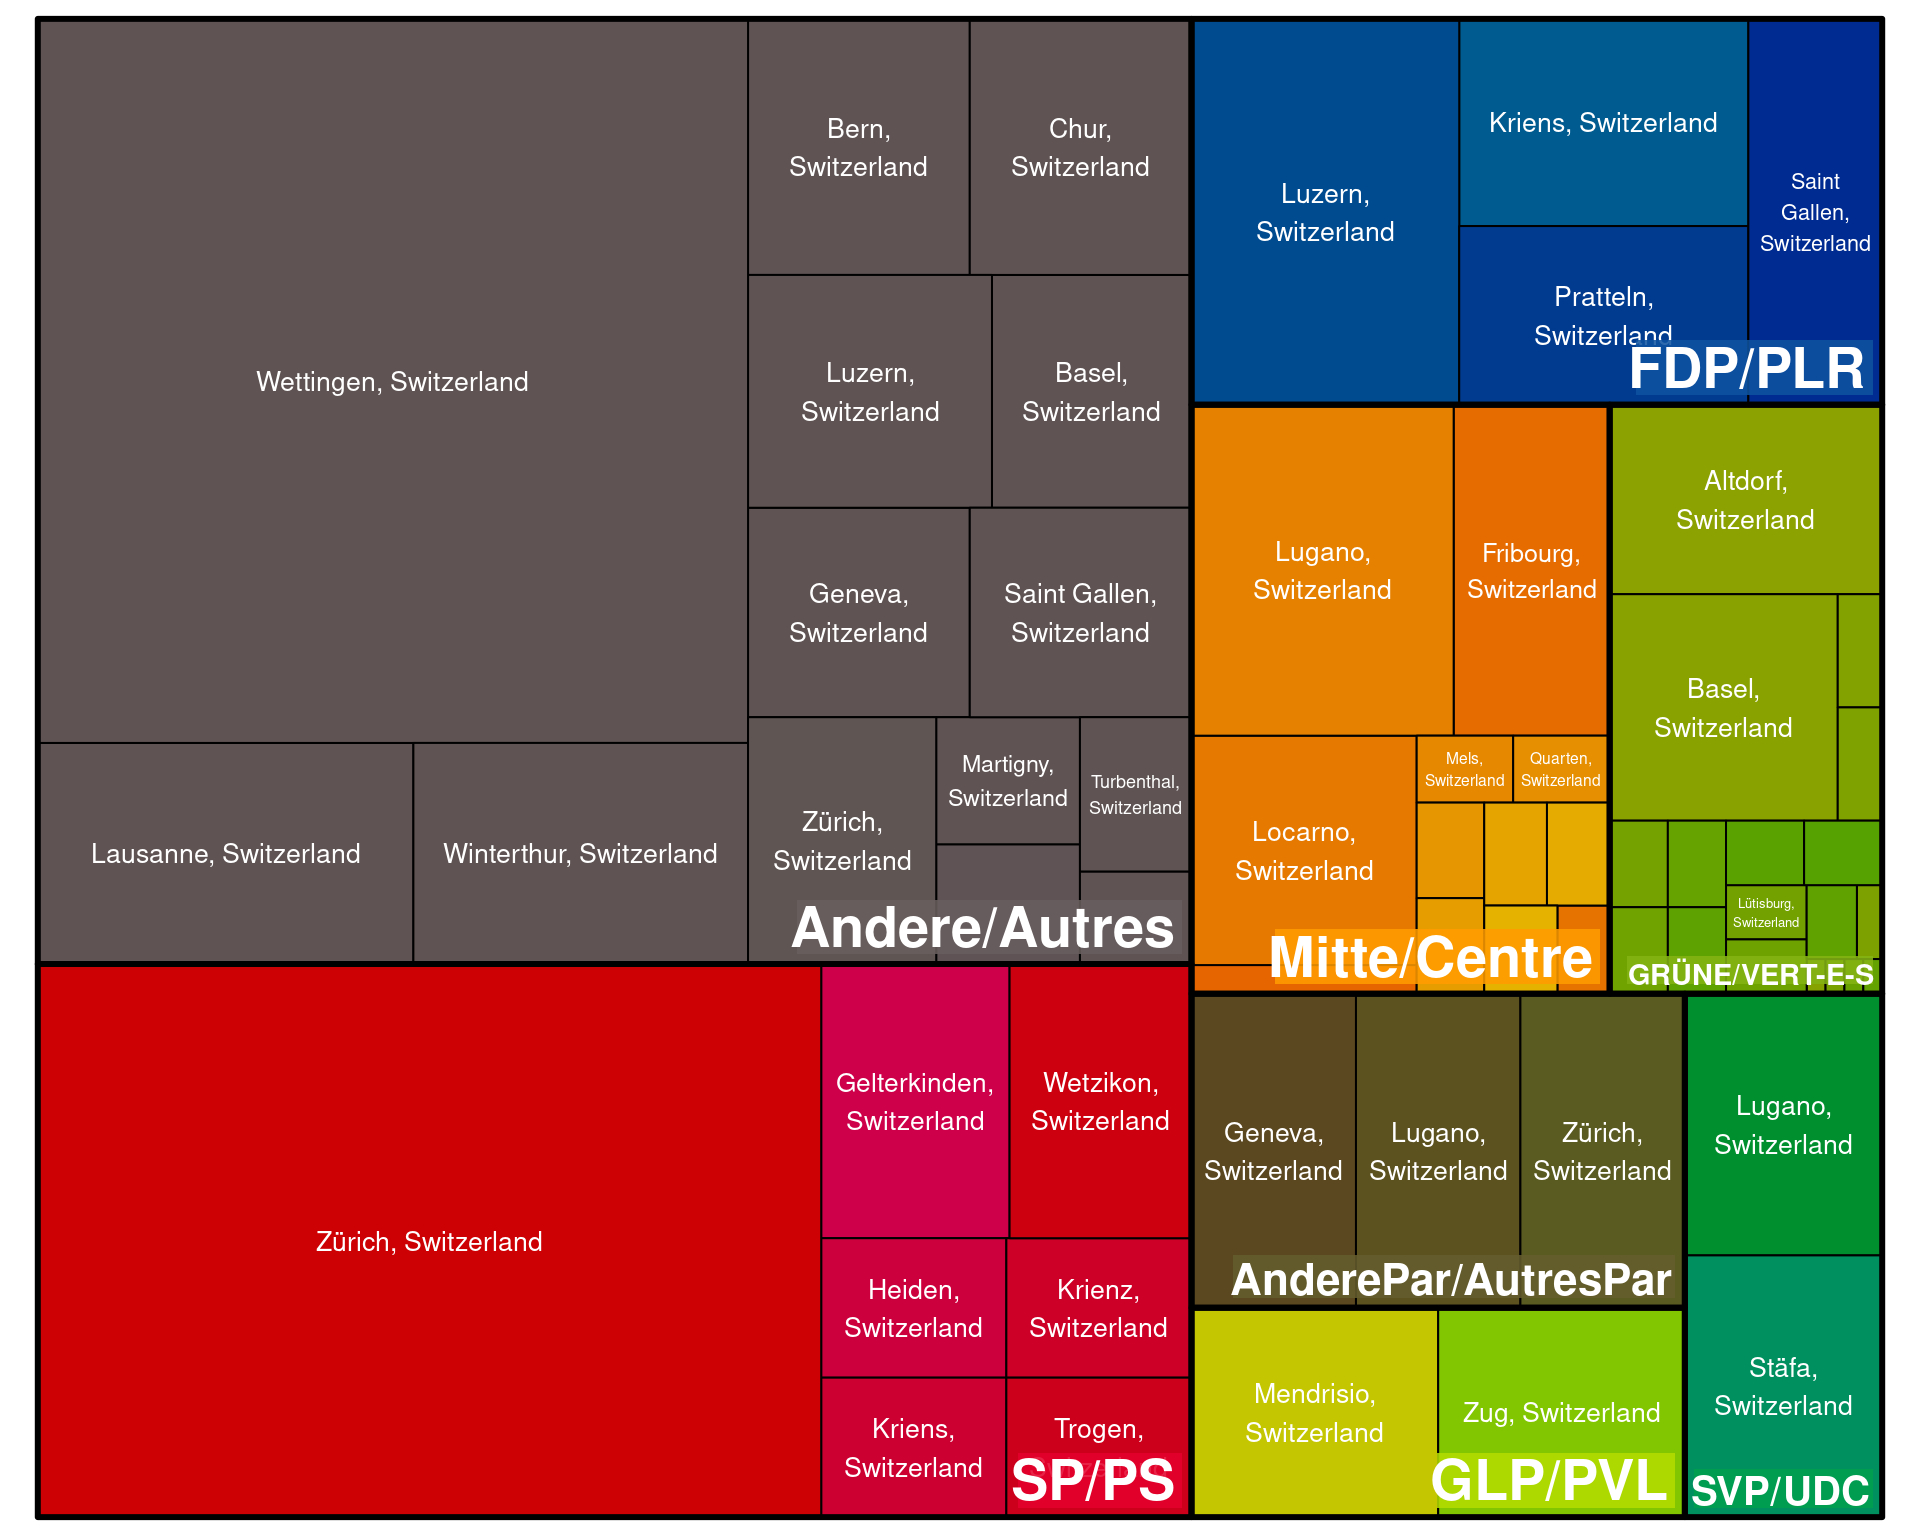 Wettingen, Switzerland
Bern,
Switzerland
Chur,
Switzerland
Luzern,
Switzerland
Basel,
Switzerland
Geneva,
Switzerland
Saint Gallen,
Switzerland
Lausanne, Switzerland
Winterthur, Switzerland
Zürich,
Switzerland
Martigny,
Switzerland
Turbenthal,
Switzerland
Andere/Autres
Luzern,
Switzerland
Kriens, Switzerland
Pratteln,
Switzerland
Saint
Gallen,
Switzerland
FDP/PLR
Lugano,
Switzerland
Fribourg,
Switzerland
Locarno,
Switzerland
Mels,
Switzerland
Quarten,
Switzerland
Mitte/Centre
Altdorf,
Switzerland
Basel,
Switzerland
Lütisburg,
Switzerland
GRÜNE/VERT-E-S
Zürich, Switzerland
Gelterkinden,
Switzerland
Wetzikon,
Switzerland
Heiden,
Switzerland
Krienz,
Switzerland
Kriens,
Switzerland
Trogen,
SP/PS
Geneva,
Switzerland
Lugano,
Switzerland
Zürich,
Switzerland
AnderePar/AutresPar
Mendrisio,
Switzerland
Zug, Switzerland
GLP/PVL
Lugano,
Switzerland
Stäfa,
Switzerland
SVP/UDC